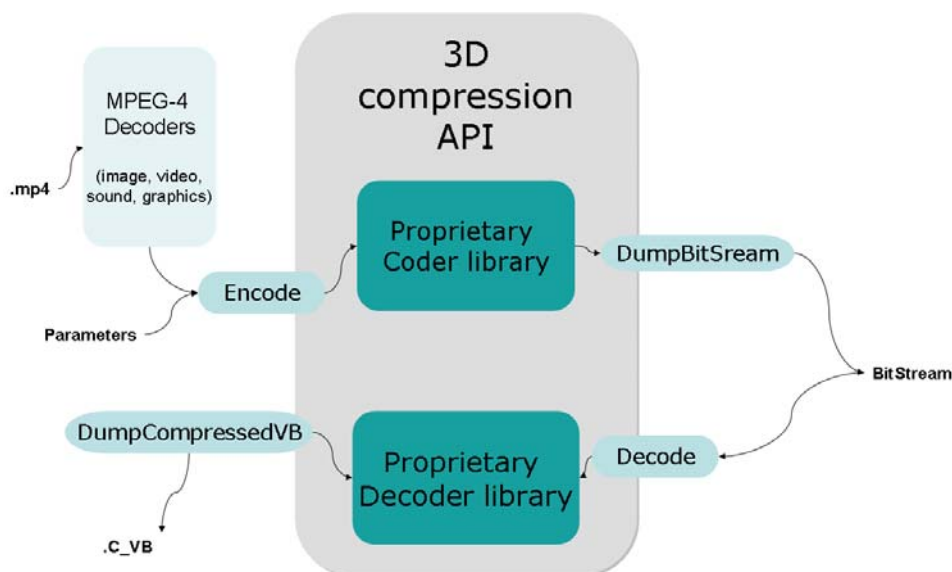 3D
compression
API
MPEG-4
Decoders
(image, video,
sound, graphics)
.mp4
Proprietary
Coder library
DumpBitSream
Encode
Parameters
BitStream
DumpCompressedVB
Proprietary
Decoder library
Decode
.C_VB